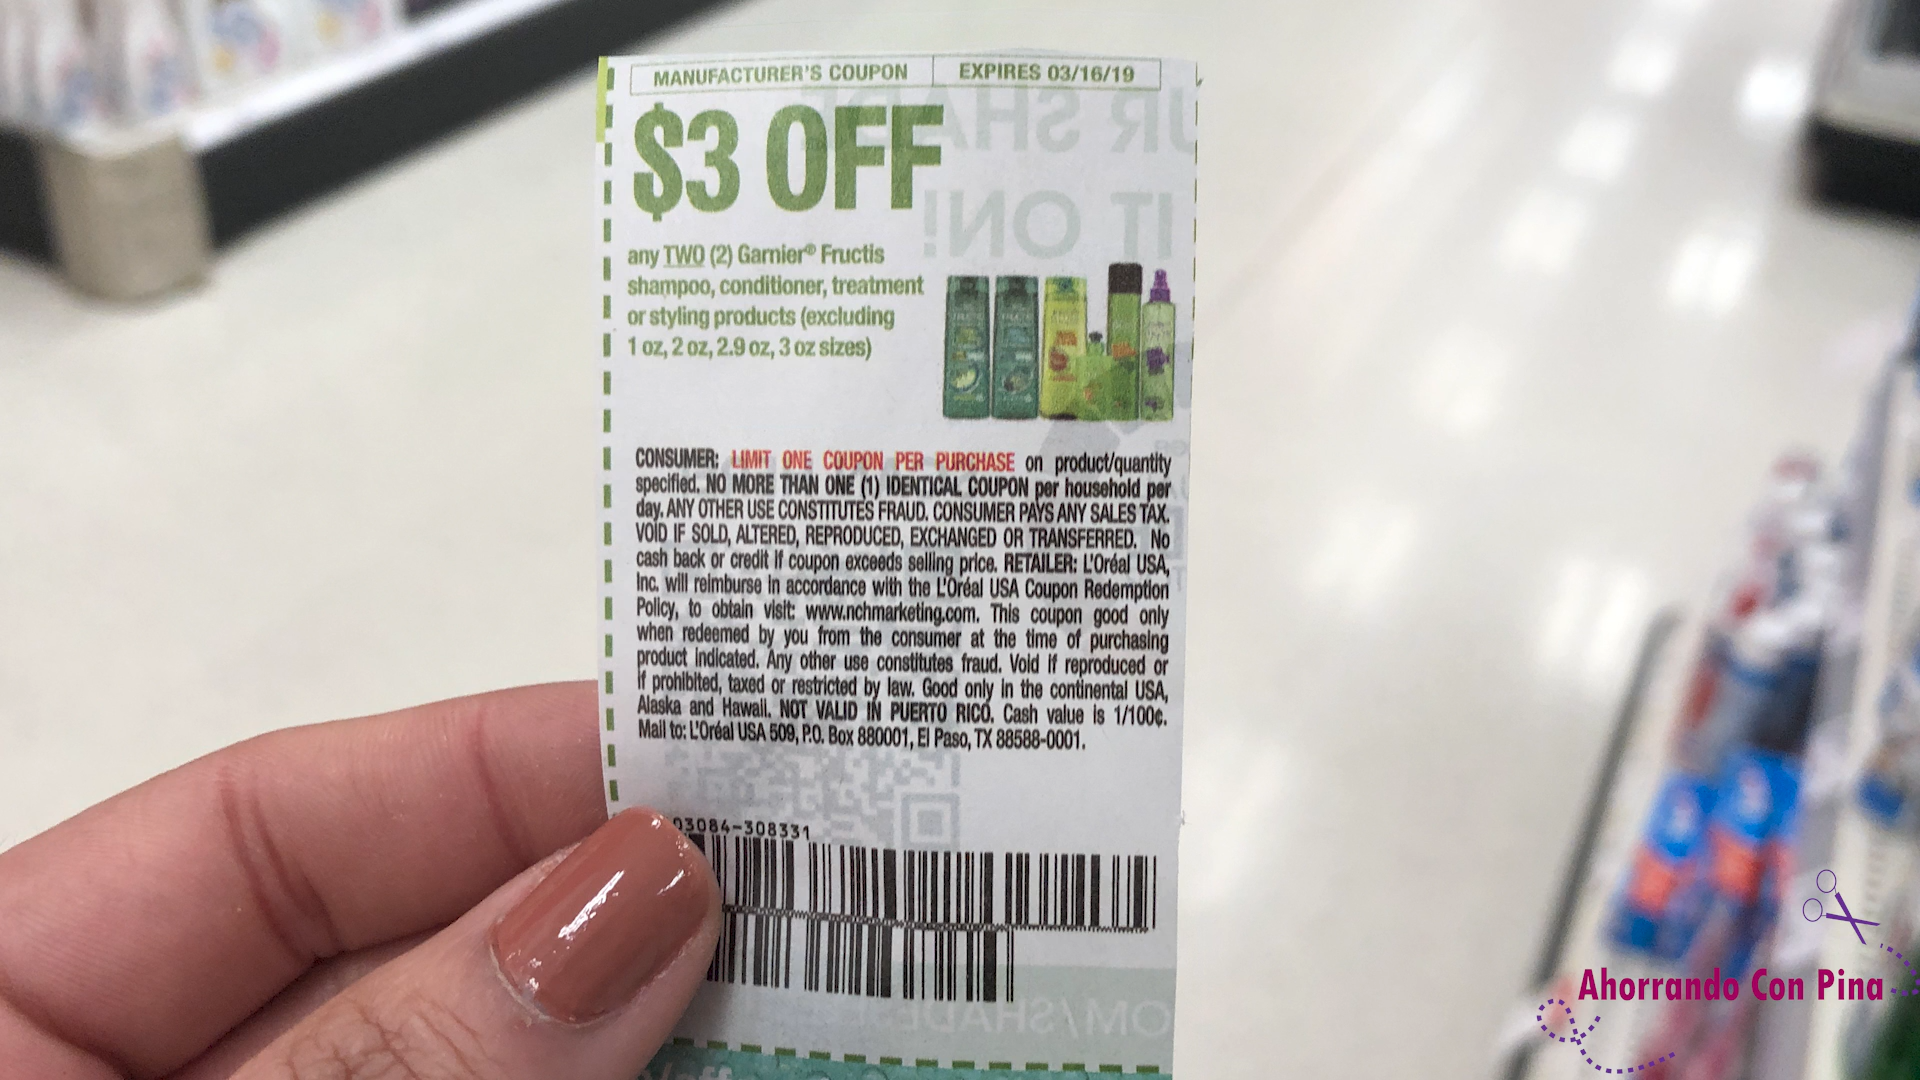 MANUFACTURER'S COUPON EXPIRES 03/16/19
$3 OFF
any TWO (2) Garnier® Fructis
shampoo, conditioner, treatment
or styling products (excluding
1 oz, 2 oz, 2.9 oz, 3 oz sizes)
CONSUMER: LIMIT ONE COUPON PER PURCHASE on product/quantity
specified. NO MORE THAN ONE (1) IDENTICAL COUPON per household per
day. ANY OTHER USE CONSTITUTES FRAUD. CONSUMER PAYS ANY SALES TAX.
VOID IF SOLD, ALTERED, REPRODUCED, EXCHANGED OR TRANSFERRED. No
cash back or credit if coupon exceeds selling price. RETAILER: L'Oréal USA,
Inc. will reimburse in accordance with the L'Oréal USA Coupon Redemption
Policy, to obtain visit: www.nchmarketing.com. This coupon good only
when redeemed by you from the consumer at the time of purchasing
product indicated. Any other use constitutes fraud. Void if reproduced or
if prohibited, taxed or restricted by law. Good only in the continental USA,
Alaska and Hawaii. NOT VALID IN PUERTO RICO. Cash value is 1/100¢.
Mail to: L'Oréal USA 509, P.O. Box 880001, El Paso, TX 88588-0001.
03084-308331
Ahorrando Con Pina